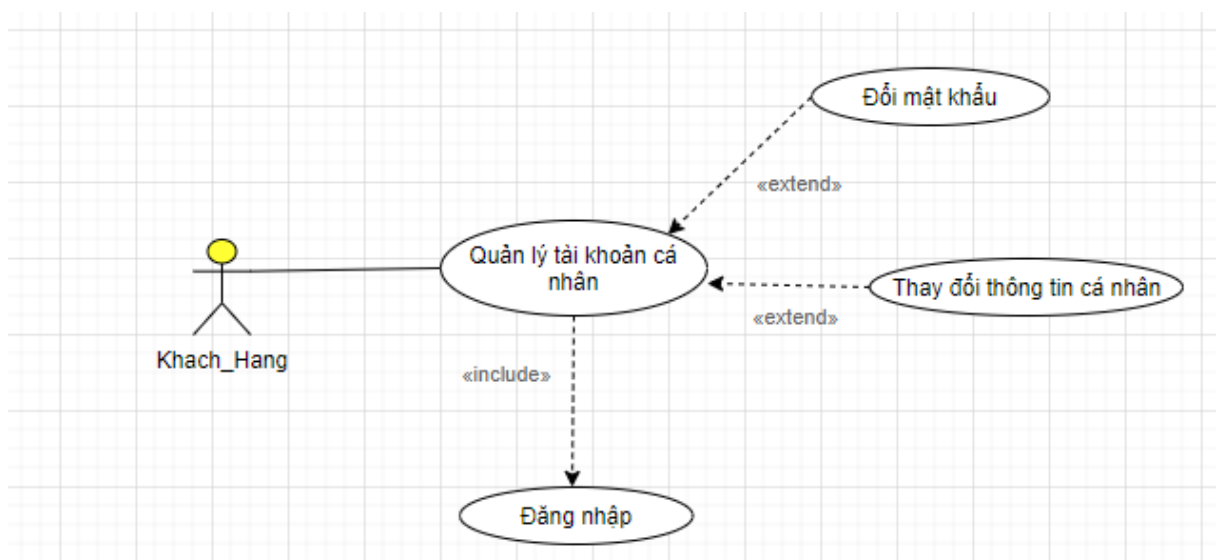 Đổi mật khẩu
«extend»
Quản lý tài khoản cá
nhân
Thay đổi thông tin cá nhân
«extend»
Khach_Hang
«include»
Đăng nhập